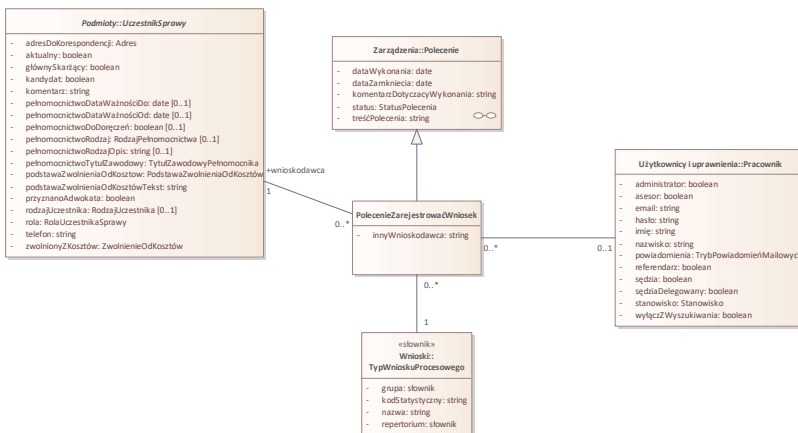 Podmioty::UczestnikSprawy
- adresDoKorespondencji: Adres
- aktualny: boolean
- głównySkarżący: boolean
- kandydat: boolean
- komentarz: string
- pełnomocnictwoDataWażnościDo: date [0..1]
- pełnomocnictwoDataWażnościOd: date [0..1]
- pełnomocnictwoDoDoręczeń: boolean [0..1]
- pełnomocnictwoRodzaj: RodzajPełnomocnictwa [0..1]
- pełnomocnictwoRodzajOpis: string [0..1]
- pełnomocnictwoTytułZawodowy: TytułZawodowyPełnomocnika
- podstawaZwolnieniaOdKosztow: PodstawaZwolnieniaOdKosztów
- podstawaZwolnieniaOdKosztówTekst: string
- przyznanoAdwokata: boolean
- rodzajUczestnika: RodzajUczestnika [0..1]
- rola: RolaUczestnikaSprawy
- telefon: string
- zwolnionyZKosztów: ZwolnienieOdKosztów
+wnioskodawca
1
0..*
Zarządzenia::Polecenie
- dataWykonania: date
- dataZamkniecia: date
- komentarzDotyczacyWykonania: string
- status: StatusPolecenia
- treśćPolecenia: string
PolecenieZarejestrowaćWniosek
- innyWnioskodawca: string
0..*
0..1
0..*
1
«słownik»
Wnioski::
TypWnioskuProcesowego
- grupa: słownik
- kodStatystyczny: string
- nazwa: string
- repertorium: słownik
Użytkownicy i uprawnienia::Pracownik
- administrator: boolean
- asesor: boolean
- email: string
- hasło: string
- imię: string
- nazwisko: string
- powiadomienia: TrybPowiadomieńMailowyc
- referendarz: boolean
- sędzia: boolean
- sędziaDelegowany: boolean
- stanowisko: Stanowisko
- wyłączZWyszukiwania: boolean